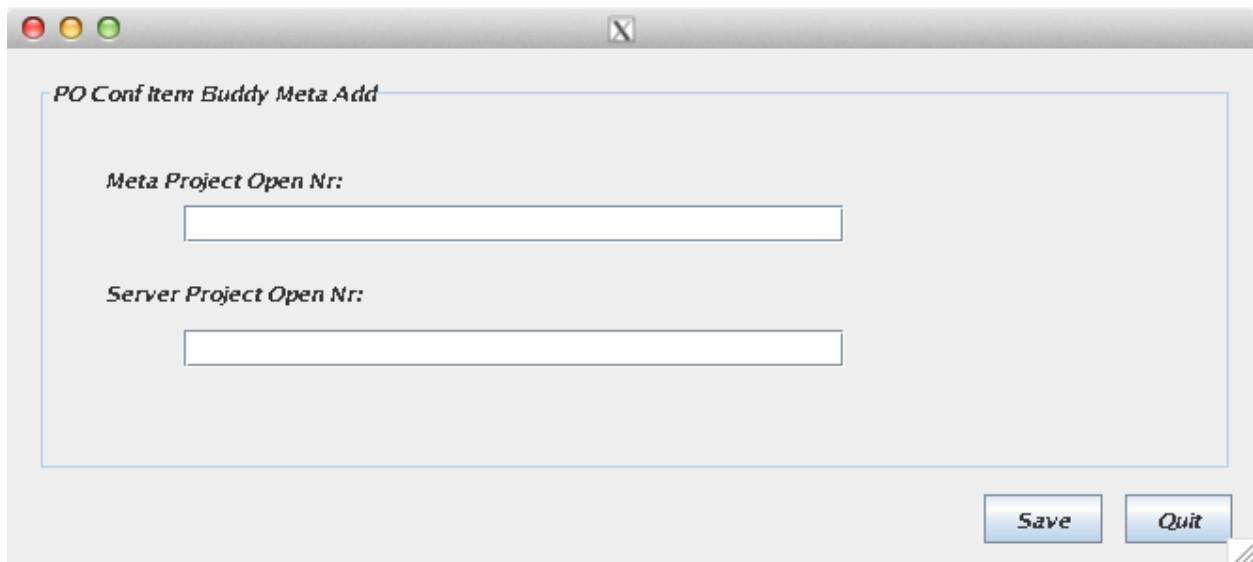 X
PO Conf Item Buddy Meta Add
Meta Project Open Nr:
Server Project Open Nr:
Save Quit